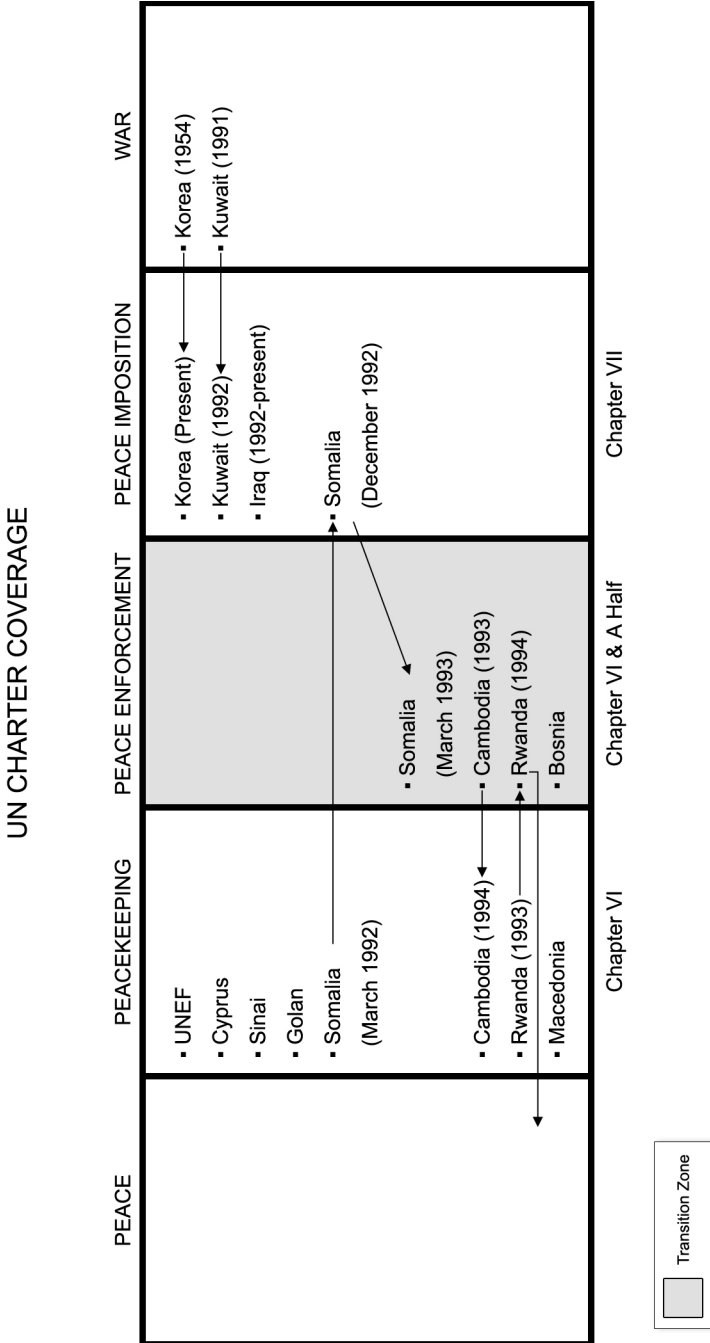 UN CHARTER COVERAGE
PEACE
PEACEKEEPING
PEACE ENFORCEMENT
PEACE IMPOSITION
WAR
▪ UNEF
▪ Cyprus
▪ Sinai
▪ Golan
▪ Somalia
(March 1992)
▪ Cambodia (1994)
▪ Rwanda (1993)
▪ Macedonia
▪ Somalia
(March 1993)
▪ Cambodia (1993)
▪ Rwanda (1994)
▪ Bosnia
▪ Korea (Present)
▪ Kuwait (1992)
▪ Iraq (1992-present)
▪ Somalia
(December 1992)
▪ Korea (1954)
▪ Kuwait (1991)
Chapter VI
Chapter VI & A Half
Chapter VII
Transition Zone